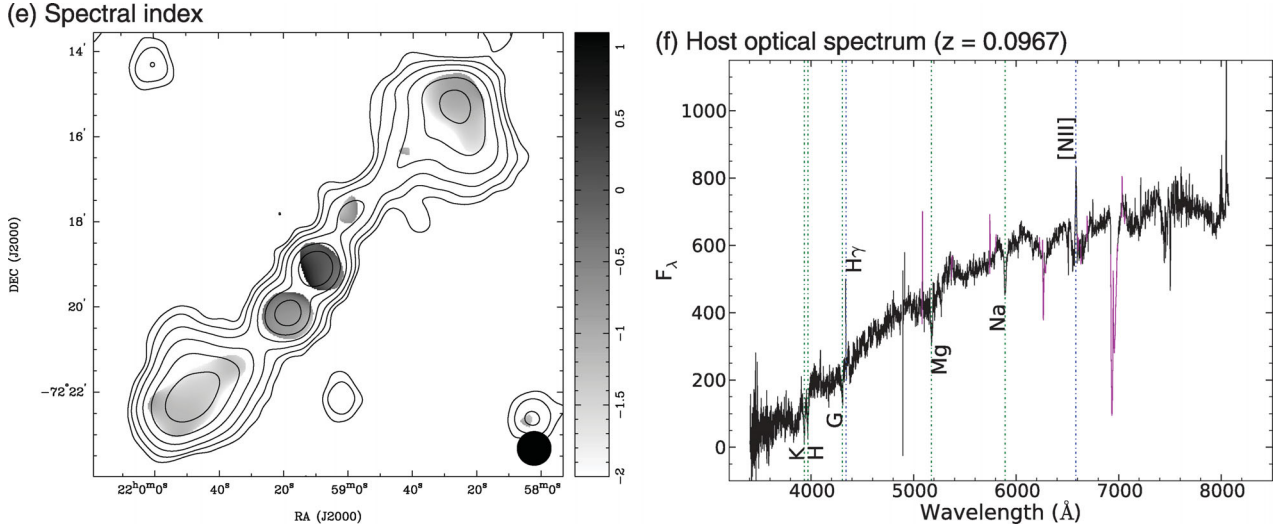 (e) Spectral index
14′
16′
18′
20′
−72°22′
DEC (J2000)
22ʰ0ᵐ0ˢ 40ˢ 20ˢ 59ᵐ0ˢ 40ˢ 20ˢ 58ᵐ0ˢ
RA (J2000)
1
0.5
0
−0.5
−1
−1.5
−2
(f) Host optical spectrum (z = 0.0967)
1000
800
600
400
200
0
Fλ
K
H
G
Hγ
Mg
Na
[NII]
4000 5000 6000 7000 8000
Wavelength (Å)